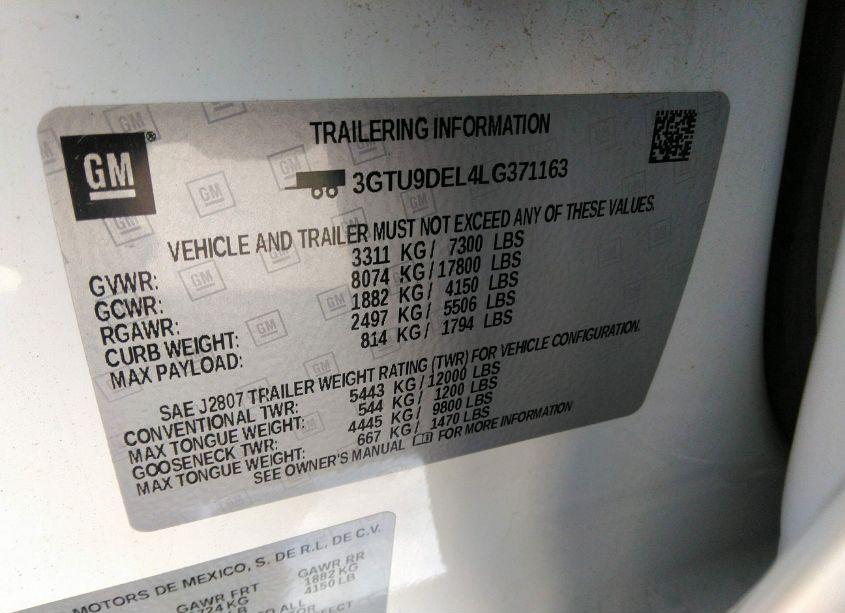 GM®
TRAILERING INFORMATION
3GTU9DEL4LG371163
VEHICLE AND TRAILER MUST NOT EXCEED ANY OF THESE VALUES.
GVWR: 3311 KG / 7300 LBS
GCWR: 8074 KG / 17800 LBS
RGAWR: 1882 KG / 4150 LBS
CURB WEIGHT: 2497 KG / 5506 LBS
MAX PAYLOAD: 814 KG / 1794 LBS
SAE J2807 TRAILER WEIGHT RATING (TWR) FOR VEHICLE CONFIGURATION.
CONVENTIONAL TWR: 5443 KG / 12000 LBS
MAX TONGUE WEIGHT: 544 KG / 1200 LBS
GOOSENECK TWR: 4445 KG / 9800 LBS
MAX TONGUE WEIGHT: 667 KG / 1470 LBS
SEE OWNER'S MANUAL FOR MORE INFORMATION
MOTORS DE MEXICO, S. DE R.L. DE C.V.
GAWR FRT GAWR RR
724 KG 1882 KG
LB 4150 LB
TO ALL